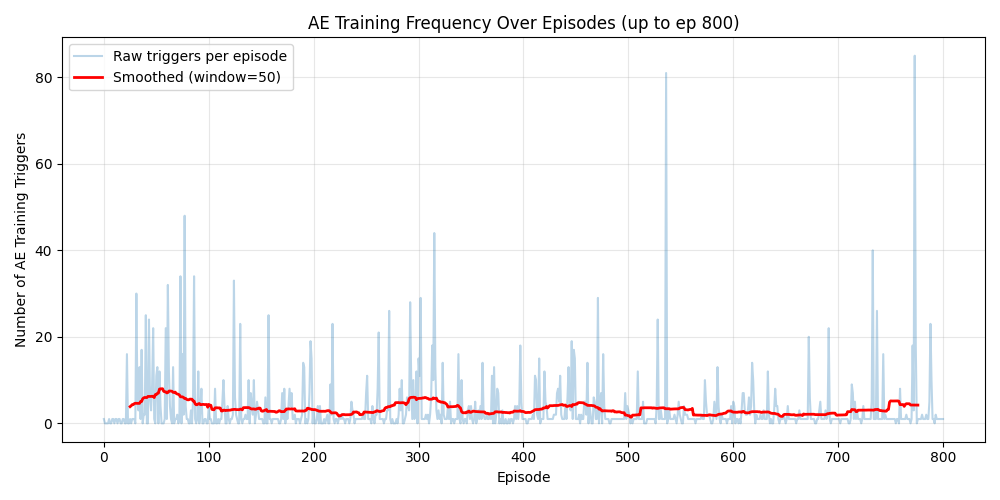 AE Training Frequency Over Episodes (up to ep 800)
Raw triggers per episode
Smoothed (window=50)
Number of AE Training Triggers
80
60
40
20
0
0 100 200 300 400 500 600 700 800
Episode